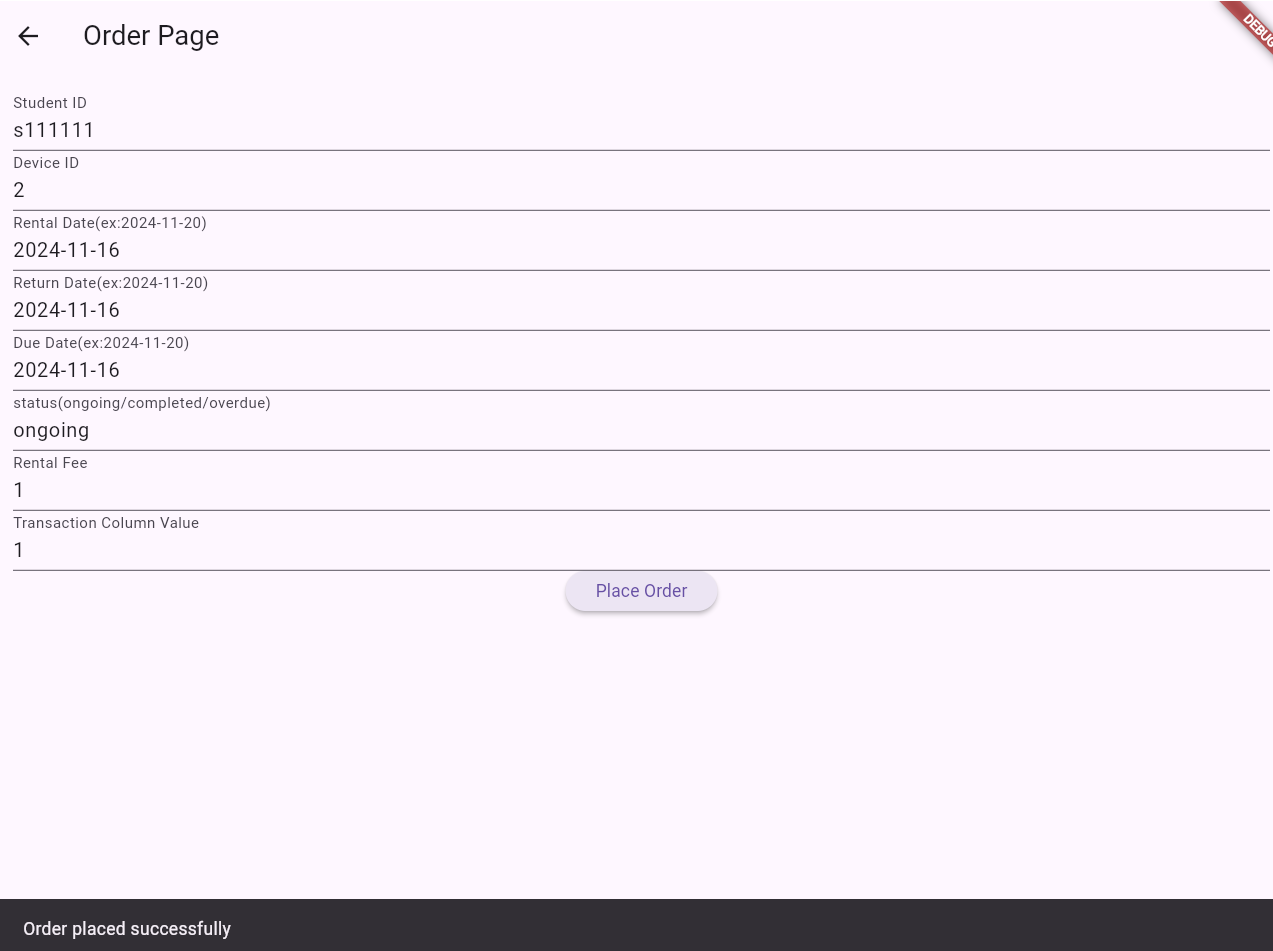 Order Page
DEBUG
Student ID
s111111
Device ID
2
Rental Date(ex:2024-11-20)
2024-11-16
Return Date(ex:2024-11-20)
2024-11-16
Due Date(ex:2024-11-20)
2024-11-16
status(ongoing/completed/overdue)
ongoing
Rental Fee
1
Transaction Column Value
1
Place Order
Order placed successfully